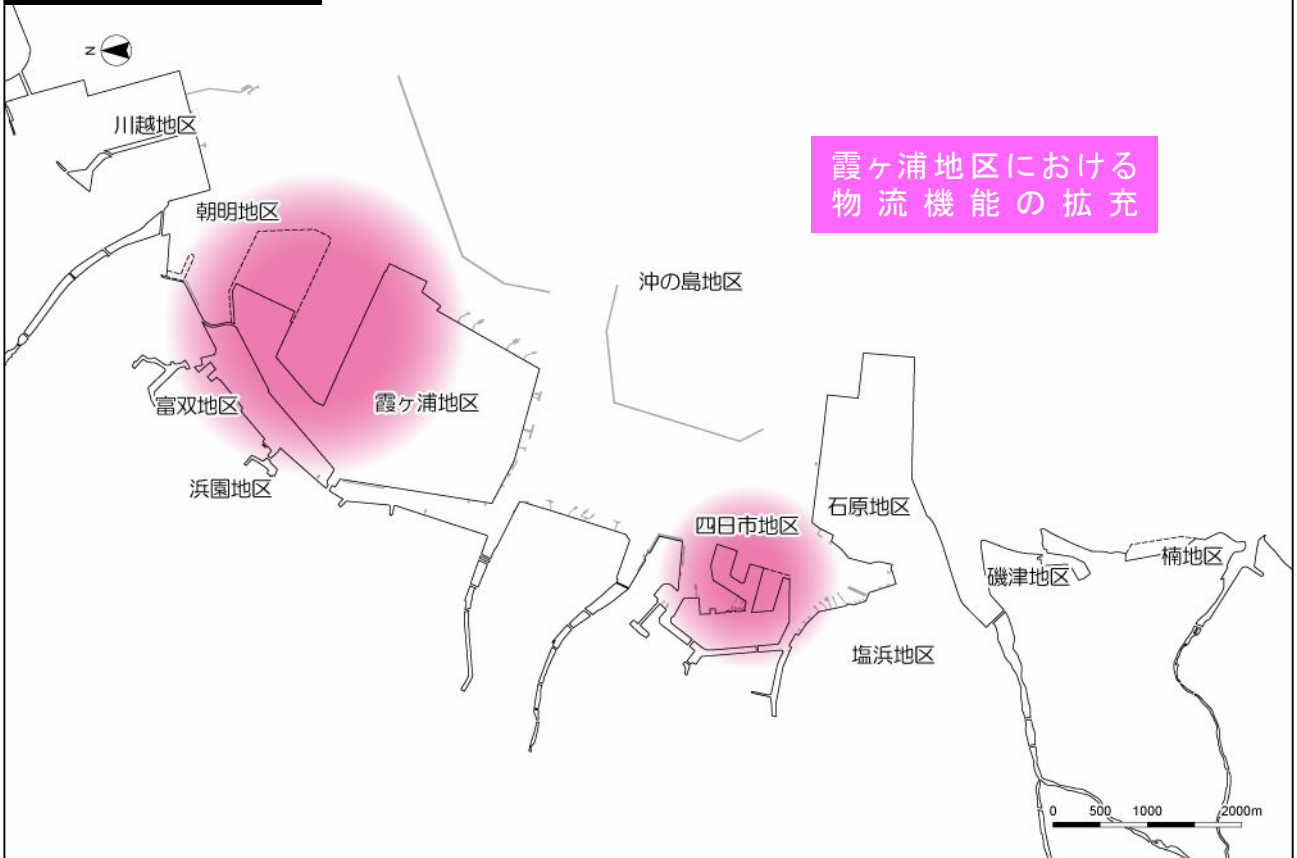 N
川越地区
霞ヶ浦地区における
物流機能の拡充
朝明地区
沖の島地区
富双地区
霞ヶ浦地区
浜園地区
石原地区
四日市地区
楠地区
磯津地区
塩浜地区
0 500 1000 2000m